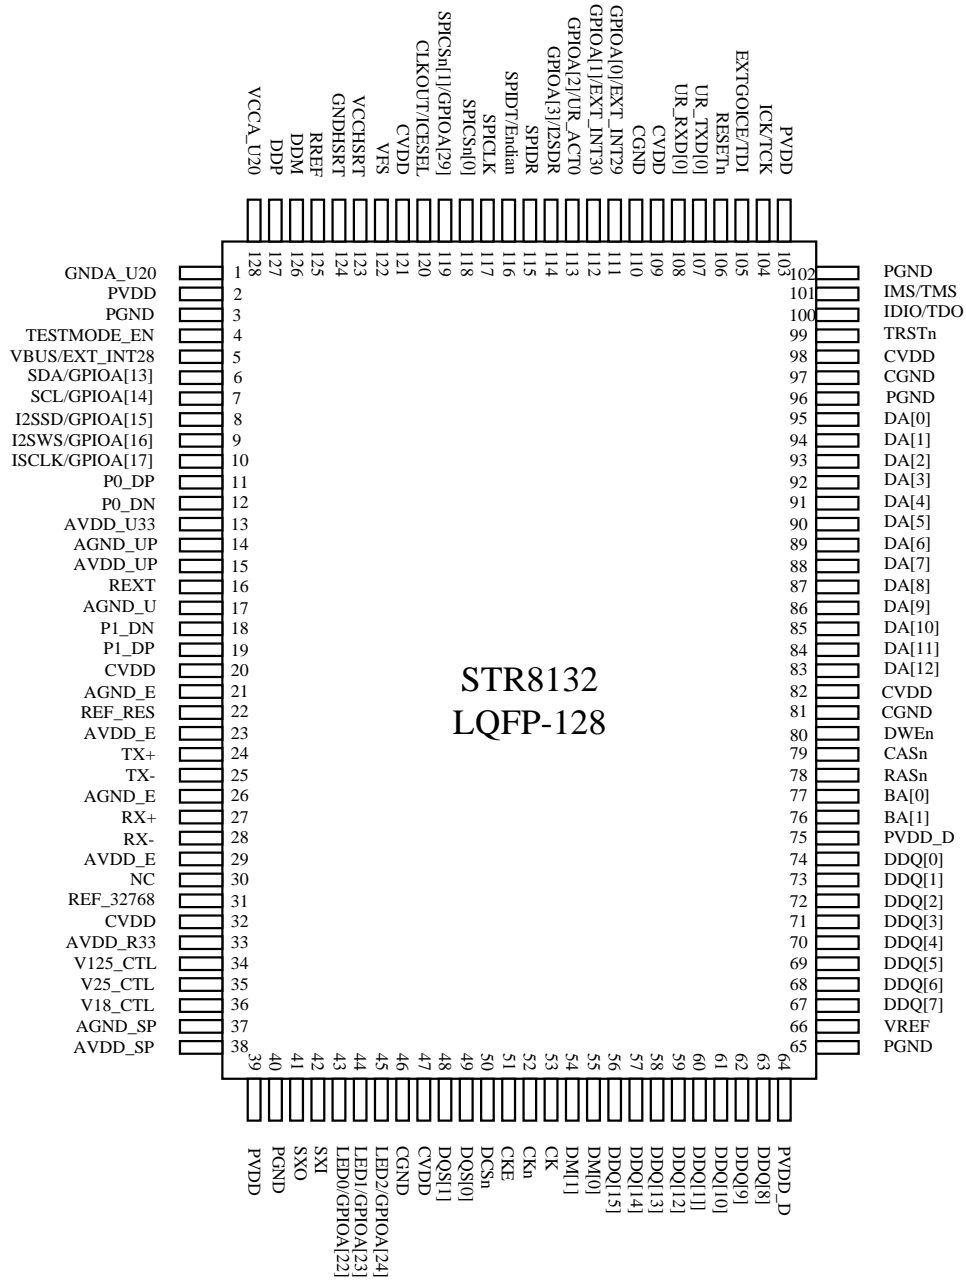 VCCA_U20
DDP
DDM
RREF
GNDHSRT
VCCHSRT
VFS
CVDD
CLKOUT/ICESEL
SPICSn[1]/GPIOA[29]
SPICSn[0]
SPICLK
SPIDT/Endian
SPIDR
GPIOA[3]/I2SDR
GPIOA[2]/UR_ACT0
GPIOA[1]/EXT_INT30
GPIOA[0]/EXT_INT29
CGND
CVDD
UR_RXD[0]
UR_TXD[0]
RESETn
EXTGOICE/TDI
ICK/TCK
PVDD
128
127
126
125
124
123
122
121
120
119
118
117
116
115
114
113
112
111
110
109
108
107
106
105
104
103
GNDA_U20 1
PVDD 2
PGND 3
TESTMODE_EN 4
VBUS/EXT_INT28 5
SDA/GPIOA[13] 6
SCL/GPIOA[14] 7
I2SSD/GPIOA[15] 8
I2SWS/GPIOA[16] 9
ISCLK/GPIOA[17] 10
P0_DP 11
P0_DN 12
AVDD_U33 13
AGND_UP 14
AVDD_UP 15
REXT 16
AGND_U 17
P1_DN 18
P1_DP 19
CVDD 20
AGND_E 21
REF_RES 22
AVDD_E 23
TX+ 24
TX- 25
AGND_E 26
RX+ 27
RX- 28
AVDD_E 29
NC 30
REF_32768 31
CVDD 32
AVDD_R33 33
V125_CTL 34
V25_CTL 35
V18_CTL 36
AGND_SP 37
AVDD_SP 38
STR8132
LQFP-128
102 PGND
101 IMS/TMS
100 IDIO/TDO
99 TRSTn
98 CVDD
97 CGND
96 PGND
95 DA[0]
94 DA[1]
93 DA[2]
92 DA[3]
91 DA[4]
90 DA[5]
89 DA[6]
88 DA[7]
87 DA[8]
86 DA[9]
85 DA[10]
84 DA[11]
83 DA[12]
82 CVDD
81 CGND
80 DWEn
79 CASn
78 RASn
77 BA[0]
76 BA[1]
75 PVDD_D
74 DDQ[0]
73 DDQ[1]
72 DDQ[2]
71 DDQ[3]
70 DDQ[4]
69 DDQ[5]
68 DDQ[6]
67 DDQ[7]
66 VREF
65 PGND
39
40
41
42
43
44
45
46
47
48
49
50
51
52
53
54
55
56
57
58
59
60
61
62
63
64
PVDD
PGND
SXO
SXI
LED0/GPIOA[22]
LED1/GPIOA[23]
LED2/GPIOA[24]
CGND
CVDD
DQS[1]
DQS[0]
DCSn
CKE
CKn
CK
DM[1]
DM[0]
DDQ[15]
DDQ[14]
DDQ[13]
DDQ[12]
DDQ[1]]
DDQ[10]
DDQ[9]
DDQ[8]
PVDD_D